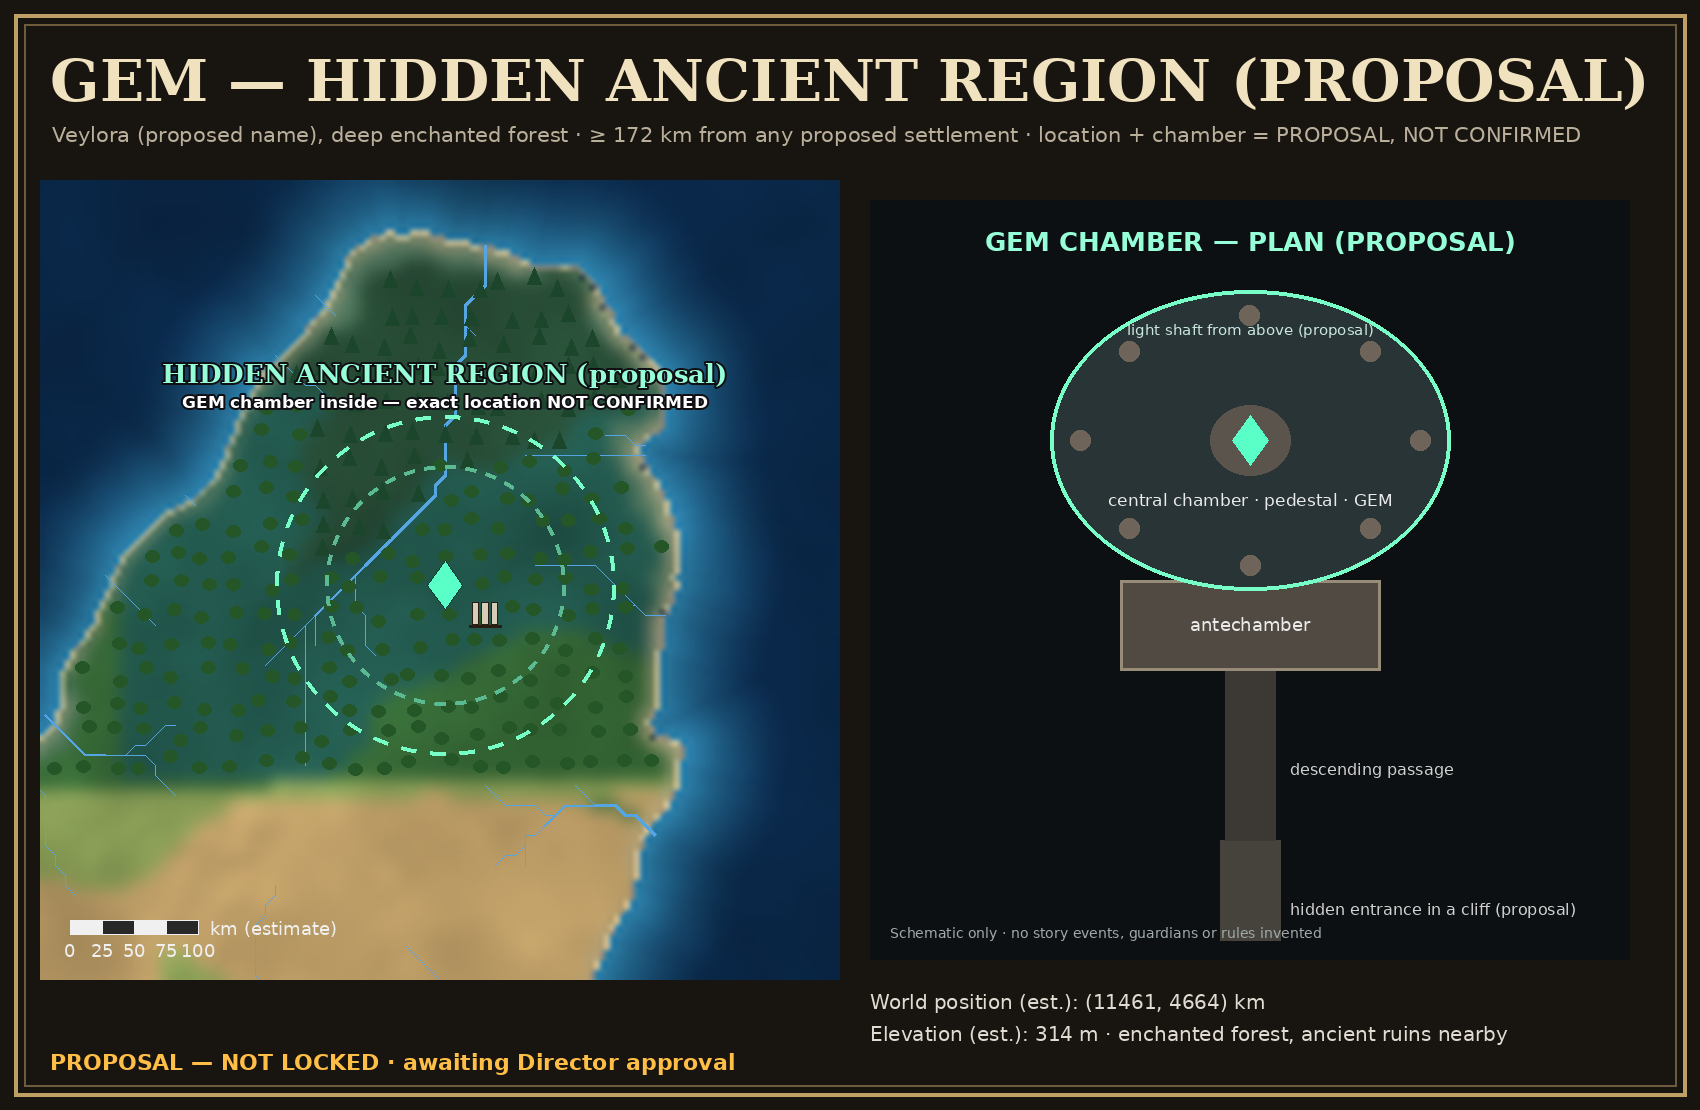 GEM — HIDDEN ANCIENT REGION (PROPOSAL)
Veylora (proposed name), deep enchanted forest · ≥ 172 km from any proposed settlement · location + chamber = PROPOSAL, NOT CONFIRMED
HIDDEN ANCIENT REGION (proposal)
GEM chamber inside — exact location NOT CONFIRMED
km (estimate)
0 25 50 75 100
GEM CHAMBER — PLAN (PROPOSAL)
light shaft from above (proposal)
central chamber · pedestal · GEM
antechamber
descending passage
hidden entrance in a cliff (proposal)
Schematic only · no story events, guardians or rules invented
World position (est.): (11461, 4664) km
Elevation (est.): 314 m · enchanted forest, ancient ruins nearby
PROPOSAL — NOT LOCKED · awaiting Director approval